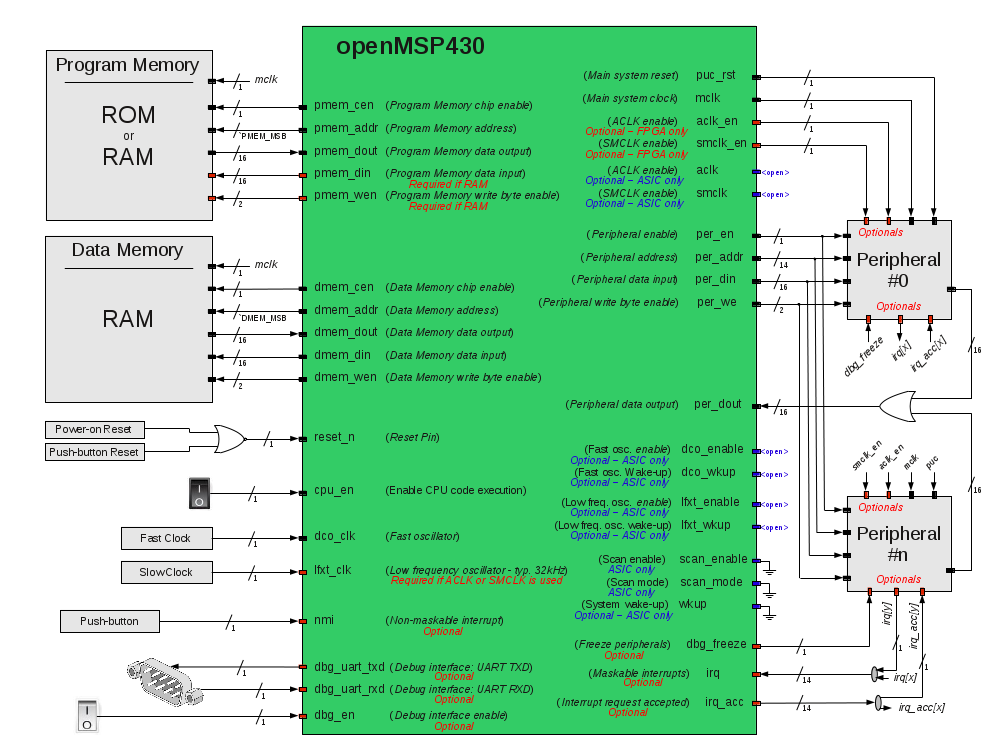 openMSP430
Program Memory
ROM
or
RAM
mclk
1
1
PMEM_MSB
16
16
2
pmem_cen (Program Memory chip enable)
pmem_addr (Program Memory address)
pmem_dout (Program Memory data output)
pmem_din (Program Memory data input)
Required if RAM
pmem_wen (Program Memory write byte enable)
Required if RAM
Data Memory
RAM
mclk
1
1
DMEM_MSB
16
16
2
dmem_cen (Data Memory chip enable)
dmem_addr (Data Memory address)
dmem_dout (Data Memory data output)
dmem_din (Data Memory data input)
dmem_wen (Data Memory write byte enable)
Power-on Reset
Push-button Reset
1
reset_n (Reset Pin)
I
O
1
cpu_en (Enable CPU code execution)
Fast Clock
1
dco_clk (Fast oscillator)
SlowClock
1
lfxt_clk (Low frequency oscillator - typ. 32kHz)
Required if ACLK or SMCLK is used
Push-button
1
nmi (Non-maskable interrupt)
Optional
1
dbg_uart_txd (Debug interface: UART TXD)
Optional
1
dbg_uart_rxd (Debug interface: UART RXD)
Optional
I
O
1
dbg_en (Debug interface enable)
Optional
(Main system reset) puc_rst
1
(Main system clock) mclk
1
(ACLK enable) aclk_en
Optional – FPGA only
1
(SMCLK enable) smclk_en
Optional – FPGA only
1
(ACLK enable) aclk <open>
Optional – ASIC only
(SMCLK enable) smclk <open>
Optional – ASIC only
(Peripheral enable) per_en
1
(Peripheral address) per_addr
14
(Peripheral data input) per_din
16
(Peripheral write byte enable) per_we
2
Optionals
Peripheral
#0
Optionals
dbg_freeze
irq[x]
irq_acc[x]
16
(Peripheral data output) per_dout
16
(Fast osc. enable) dco_enable <open>
Optional – ASIC only
(Fast osc. Wake-up) dco_wkup <open>
Optional – ASIC only
(Low freq. osc. enable) lfxt_enable <open>
Optional – ASIC only
(Low freq. osc. wake-up) lfxt_wkup <open>
Optional – ASIC only
(Scan enable) scan_enable
ASIC only
(Scan mode) scan_mode
ASIC only
(System wake-up) wkup
Optional – ASIC only
smclk_en
aclk_en
mclk
puc
16
Optionals
Peripheral
#n
Optionals
(Freeze peripherals) dbg_freeze
Optional
1
(Maskable interrupts) irq
Optional
14
irq[y]
1
irq[x]
(Interrupt request accepted) irq_acc
Optional
14
irq_acc[y]
1
irq_acc[x]